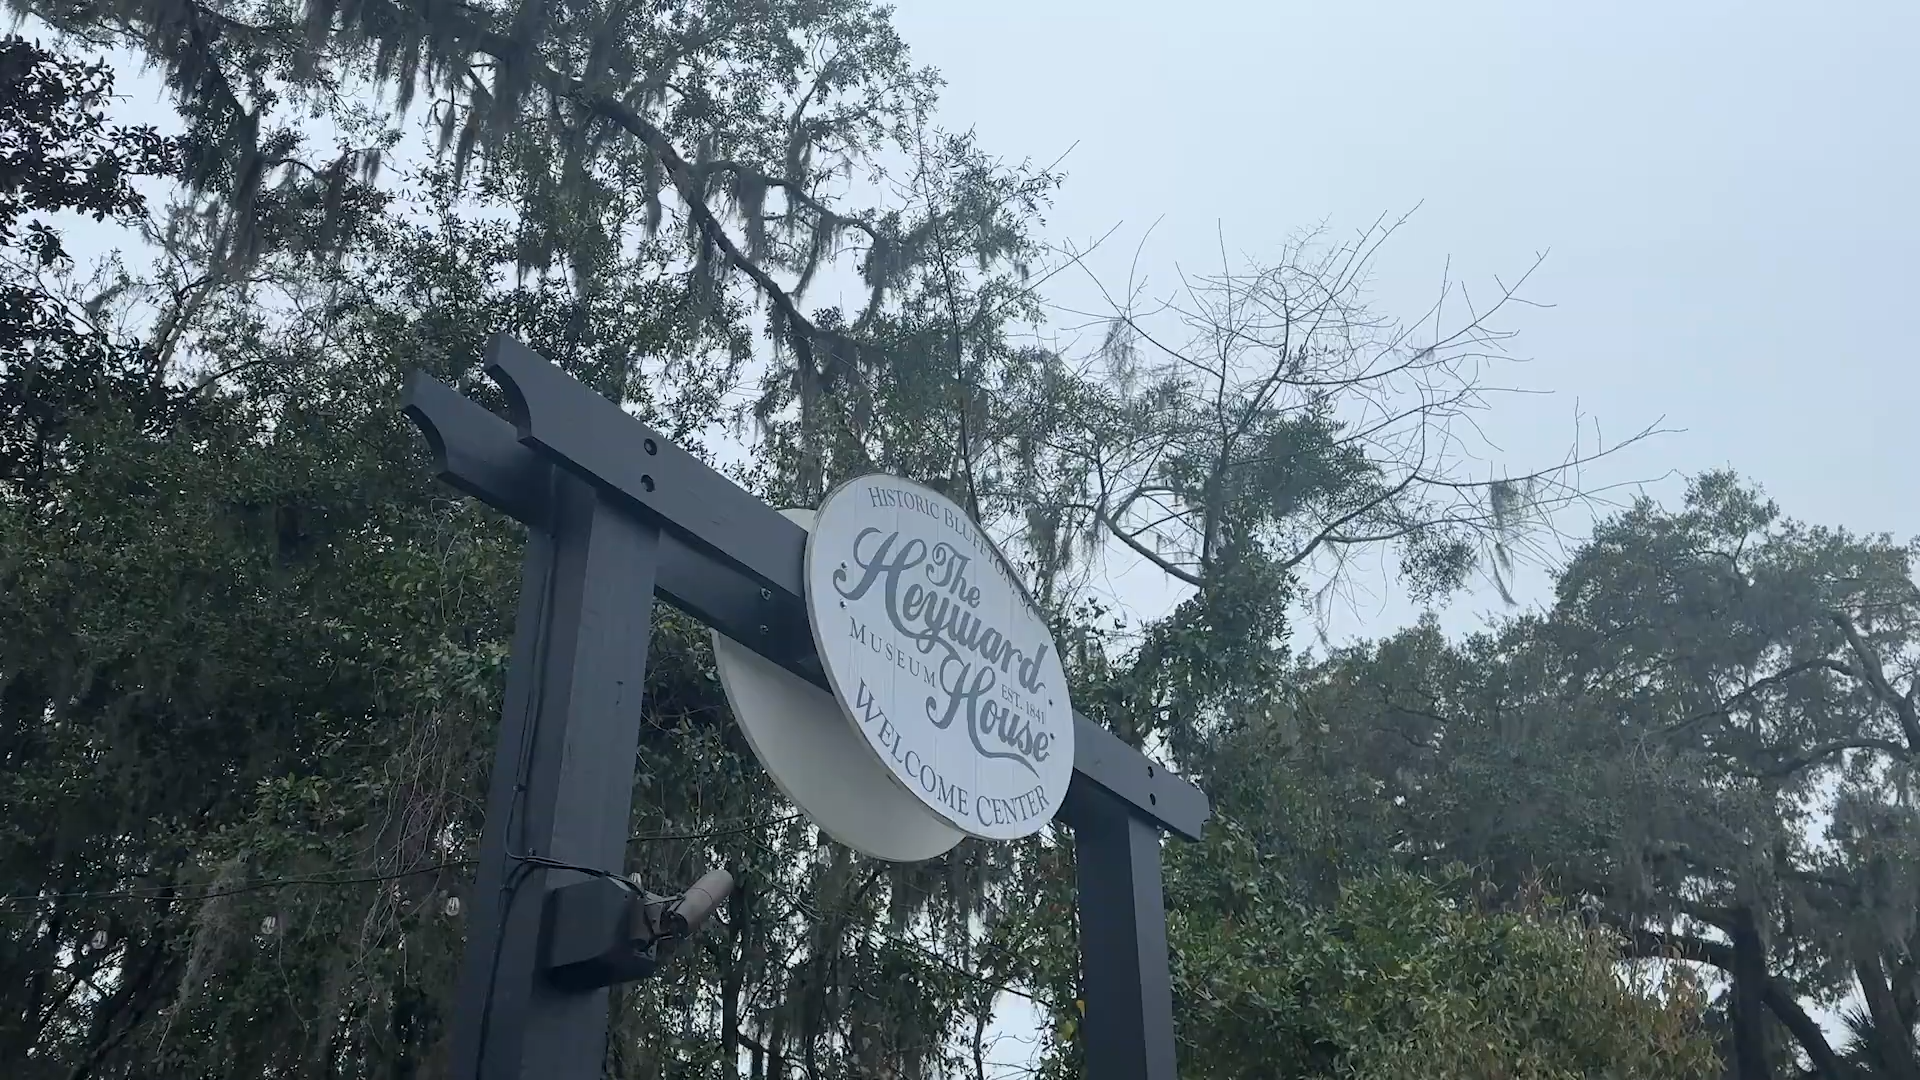 HISTORIC BLUFFTON, SC
The
Heyward
MUSEUM
House
EST. 1841
WELCOME CENTER